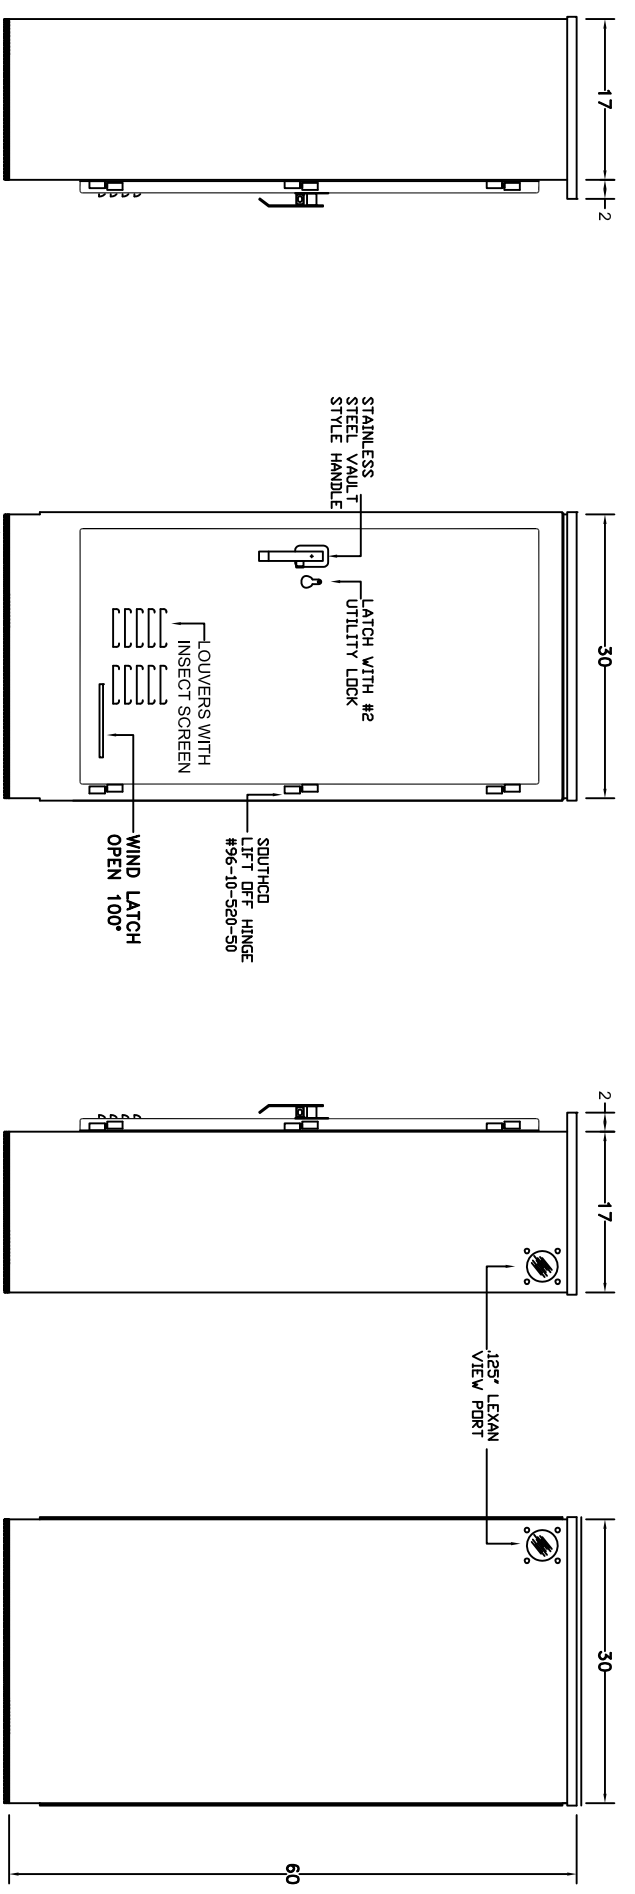 17
2
STAINLESS
STEEL VAULT
STYLE HANDLE
30
LATCH WITH #2
UTILITY LOCK
LOUVERS WITH
INSECT SCREEN
WIND LATCH
OPEN 100°
SOUTHCO
LIFT OFF HINGE
#96-10-520-50
2
17
.125" LEXAN
VIEW PORT
30
60